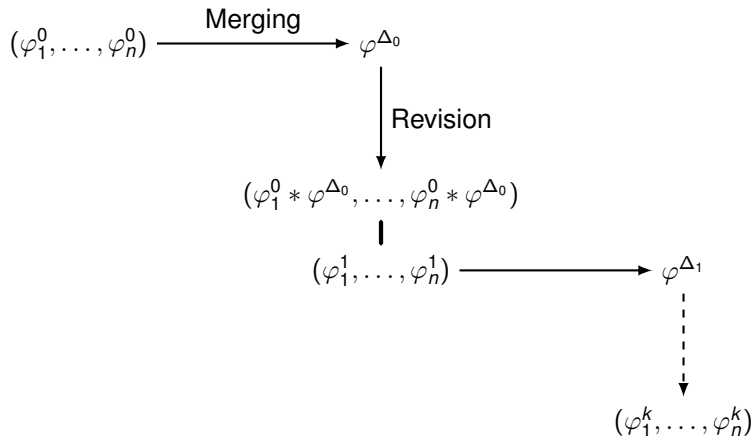 Merging
(φ₁⁰, . . . , φₙ⁰) φ^Δ₀
Revision
(φ₁⁰ ∗ φ^Δ₀, . . . , φₙ⁰ ∗ φ^Δ₀)
(φ₁¹, . . . , φₙ¹) φ^Δ₁
(φ₁ᵏ, . . . , φₙᵏ)